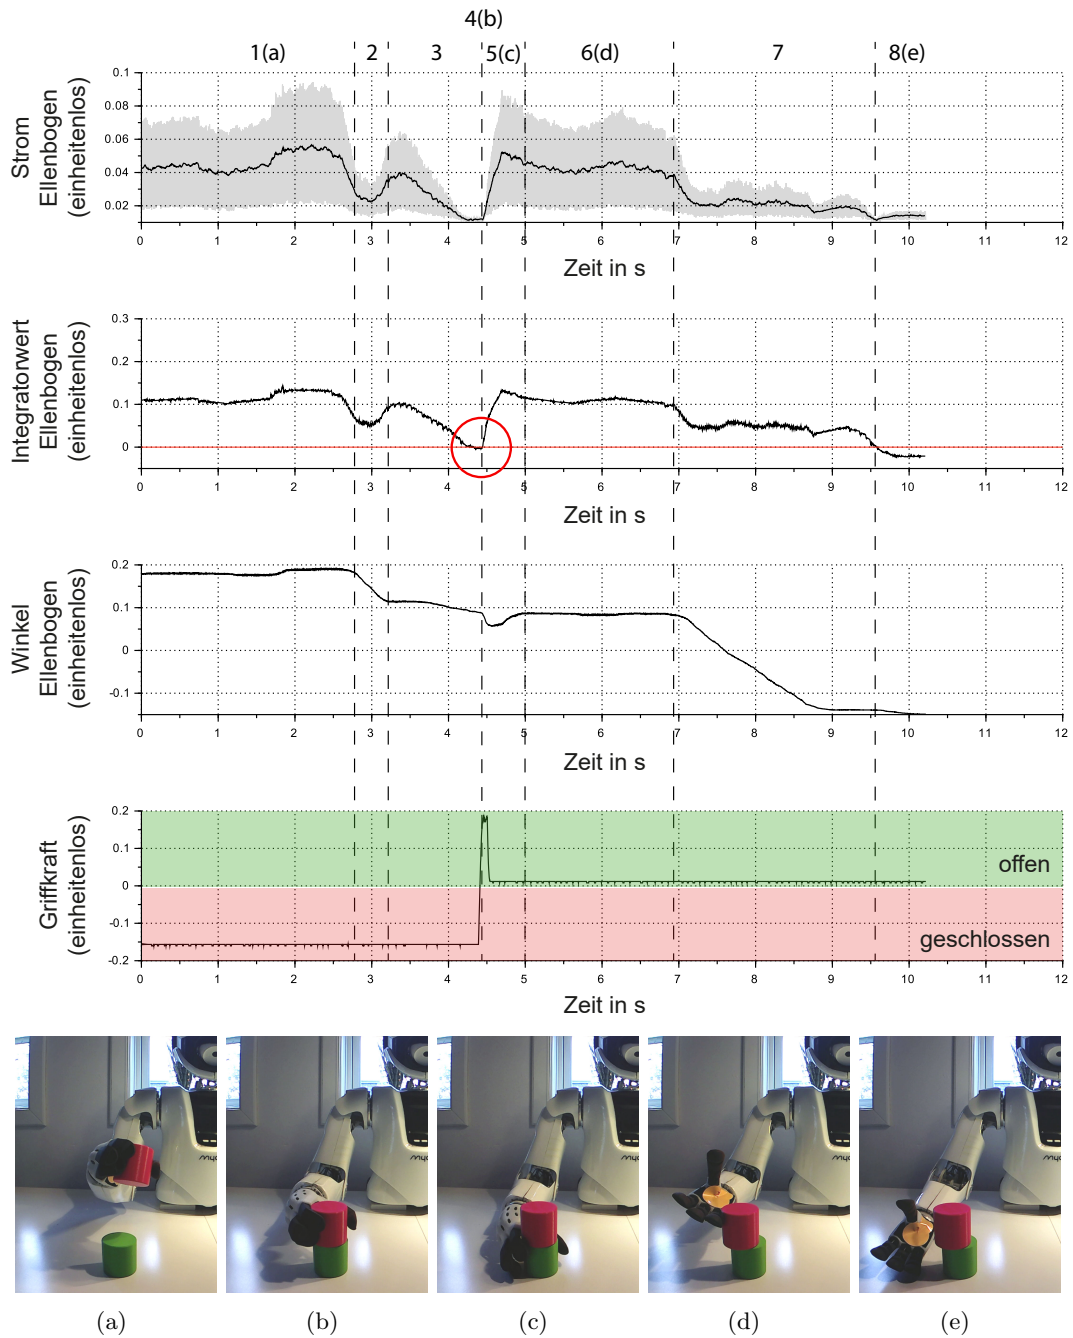 4(b)
1(a) 2 3 5(c) 6(d) 7 8(e)
Strom
Ellenbogen
(einheitenlos)
0.1
0.08
0.06
0.04
0.02
0 1 2 3 4 5 6 7 8 9 10 11 12
Zeit in s
Integratorwert
Ellenbogen
(einheitenlos)
0.3
0.2
0.1
0
0 1 2 3 4 5 6 7 8 9 10 11 12
Zeit in s
Winkel
Ellenbogen
(einheitenlos)
0.2
0.1
0
-0.1
0 1 2 3 4 5 6 7 8 9 10 11 12
Zeit in s
Griffkraft
(einheitenlos)
0.2
0.1
0
-0.1
-0.2
offen
geschlossen
0 1 2 3 4 5 6 7 8 9 10 11 12
Zeit in s
(a) (b) (c) (d) (e)